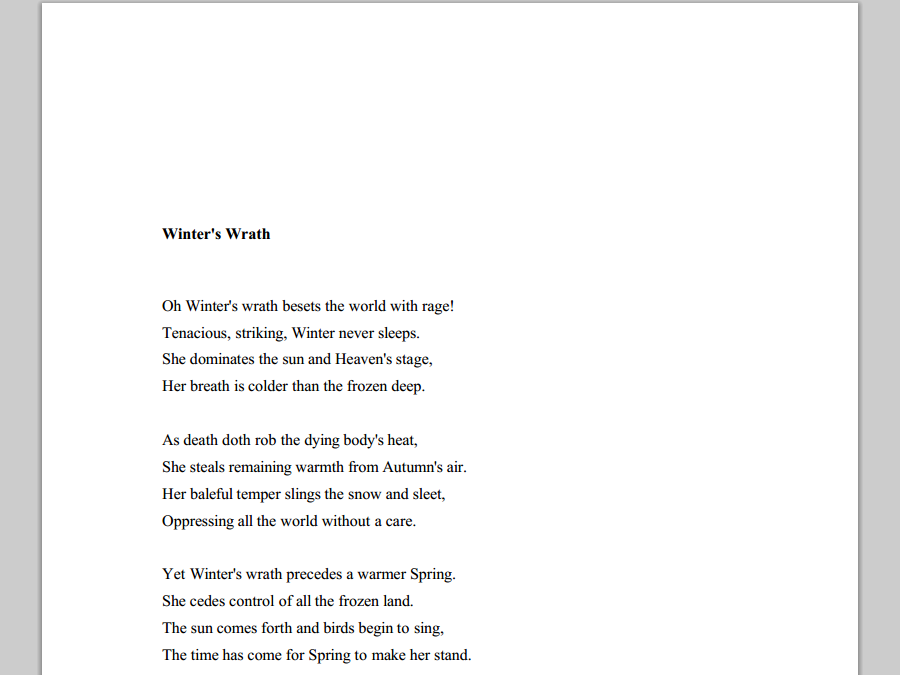 Winter's Wrath
Oh Winter's wrath besets the world with rage!
Tenacious, striking, Winter never sleeps.
She dominates the sun and Heaven's stage,
Her breath is colder than the frozen deep.
As death doth rob the dying body's heat,
She steals remaining warmth from Autumn's air.
Her baleful temper slings the snow and sleet,
Oppressing all the world without a care.
Yet Winter's wrath precedes a warmer Spring.
She cedes control of all the frozen land.
The sun comes forth and birds begin to sing,
The time has come for Spring to make her stand.